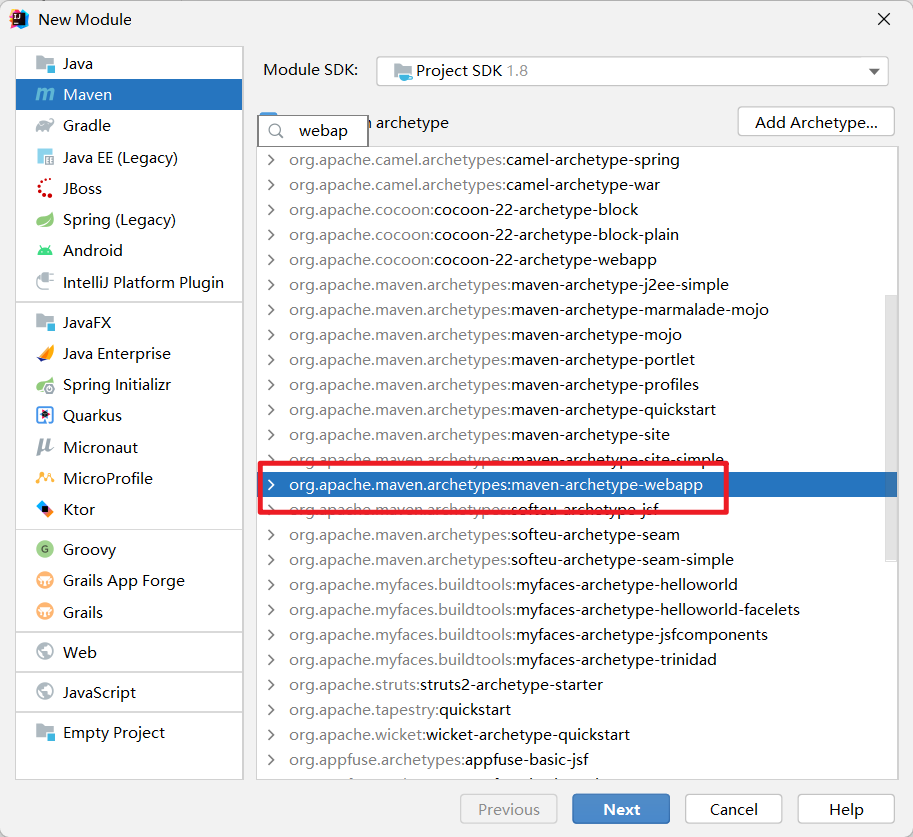 New Module
Java
Maven
Gradle
Java EE (Legacy)
JBoss
Spring (Legacy)
Android
IntelliJ Platform Plugin
JavaFX
Java Enterprise
Spring Initializr
Quarkus
Micronaut
MicroProfile
Ktor
Groovy
Grails App Forge
Grails
Web
JavaScript
Empty Project
Module SDK: Project SDK 1.8
webap archetype Add Archetype...
org.apache.camel.archetypes:camel-archetype-spring
org.apache.camel.archetypes:camel-archetype-war
org.apache.cocoon:cocoon-22-archetype-block
org.apache.cocoon:cocoon-22-archetype-block-plain
org.apache.cocoon:cocoon-22-archetype-webapp
org.apache.maven.archetypes:maven-archetype-j2ee-simple
org.apache.maven.archetypes:maven-archetype-marmalade-mojo
org.apache.maven.archetypes:maven-archetype-mojo
org.apache.maven.archetypes:maven-archetype-portlet
org.apache.maven.archetypes:maven-archetype-profiles
org.apache.maven.archetypes:maven-archetype-quickstart
org.apache.maven.archetypes:maven-archetype-site
org.apache.maven.archetypes:maven-archetype-site-simple
org.apache.maven.archetypes:maven-archetype-webapp
org.apache.maven.archetypes:softeu-archetype-jsf
org.apache.maven.archetypes:softeu-archetype-seam
org.apache.maven.archetypes:softeu-archetype-seam-simple
org.apache.myfaces.buildtools:myfaces-archetype-helloworld
org.apache.myfaces.buildtools:myfaces-archetype-helloworld-facelets
org.apache.myfaces.buildtools:myfaces-archetype-jsfcomponents
org.apache.myfaces.buildtools:myfaces-archetype-trinidad
org.apache.struts:struts2-archetype-starter
org.apache.tapestry:quickstart
org.apache.wicket:wicket-archetype-quickstart
org.appfuse.archetypes:appfuse-basic-jsf
Previous Next Cancel Help